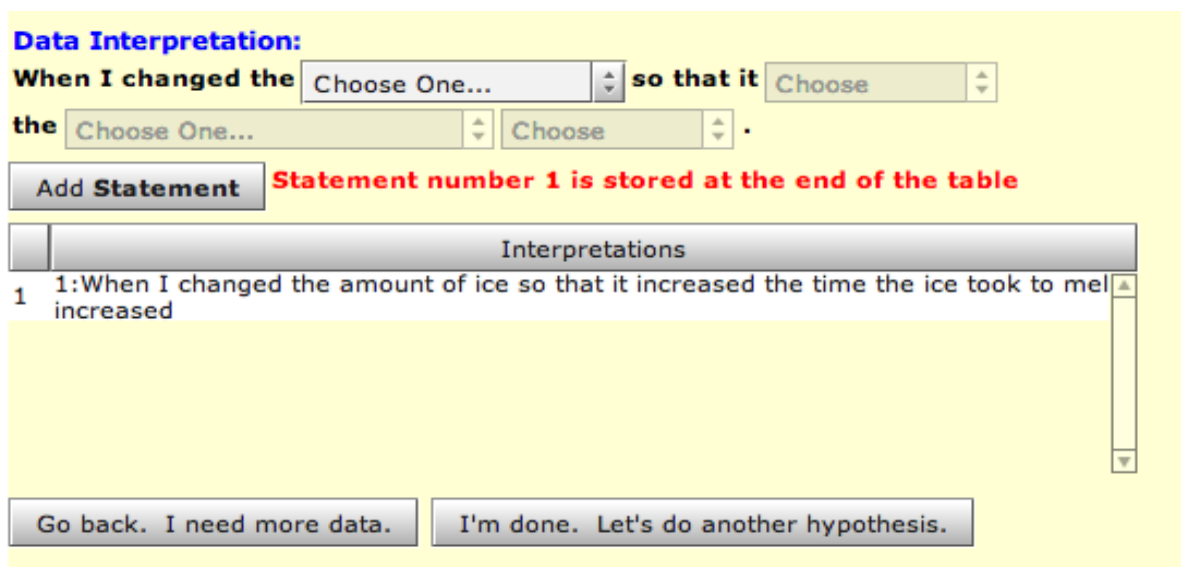 Data Interpretation:
When I changed the Choose One... so that it Choose
the Choose One... Choose .
Add Statement Statement number 1 is stored at the end of the table
Interpretations
1 1:When I changed the amount of ice so that it increased the time the ice took to mel
increased
Go back. I need more data. I'm done. Let's do another hypothesis.